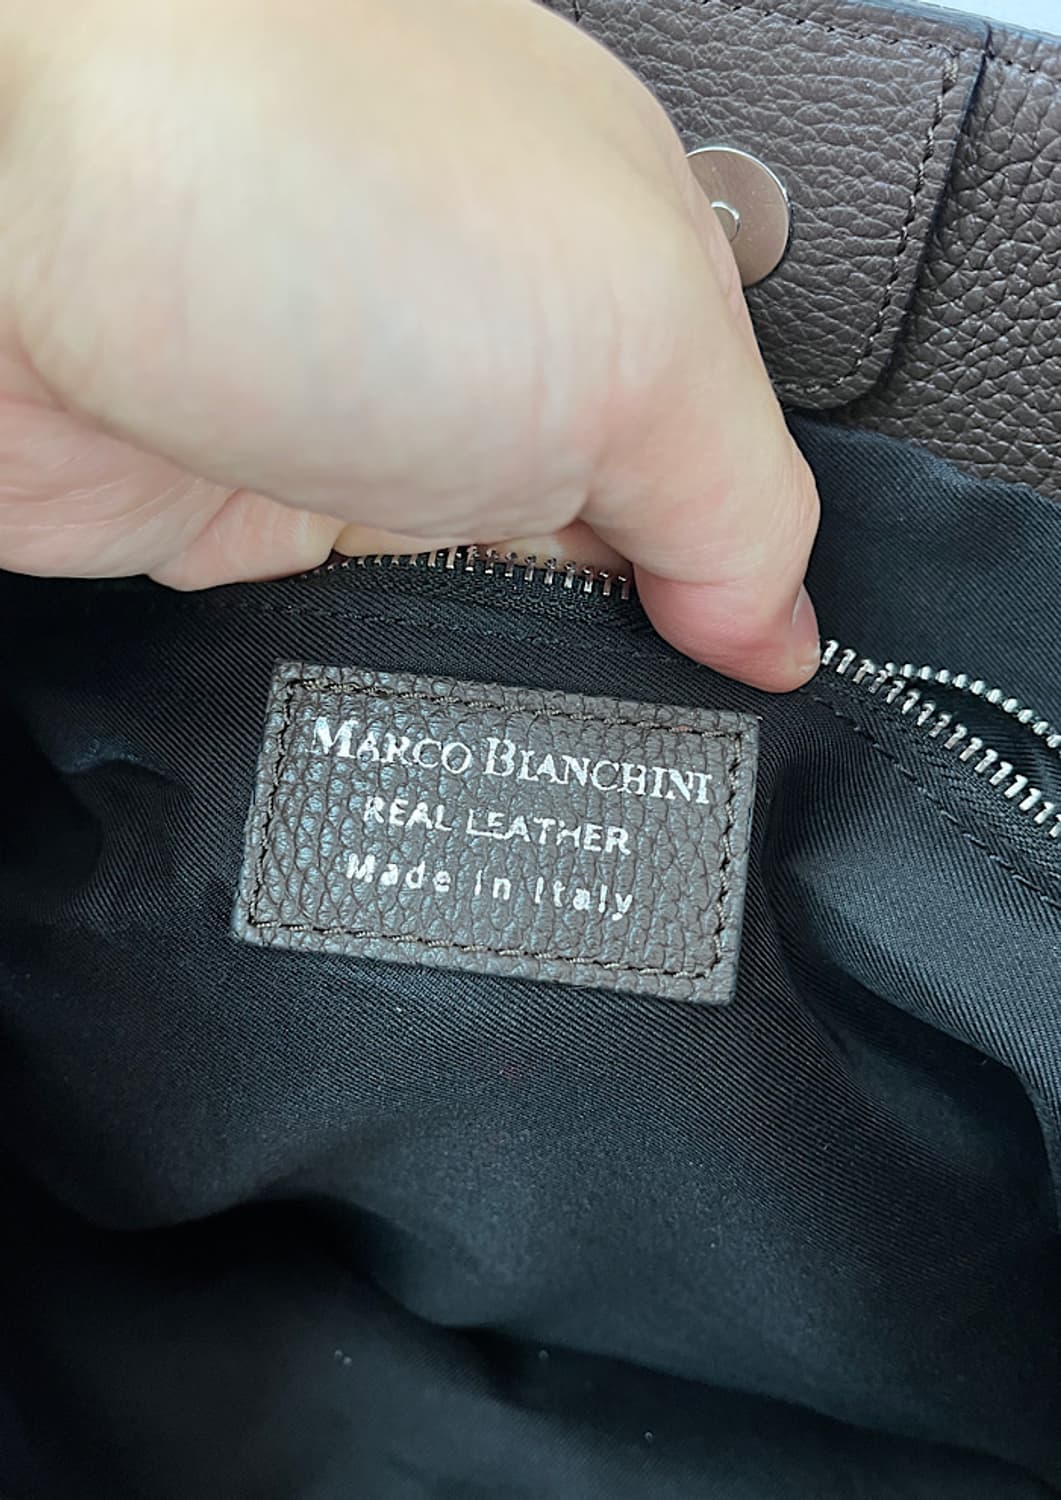 MARCO BIANCHINI
REAL LEATHER
Made in Italy